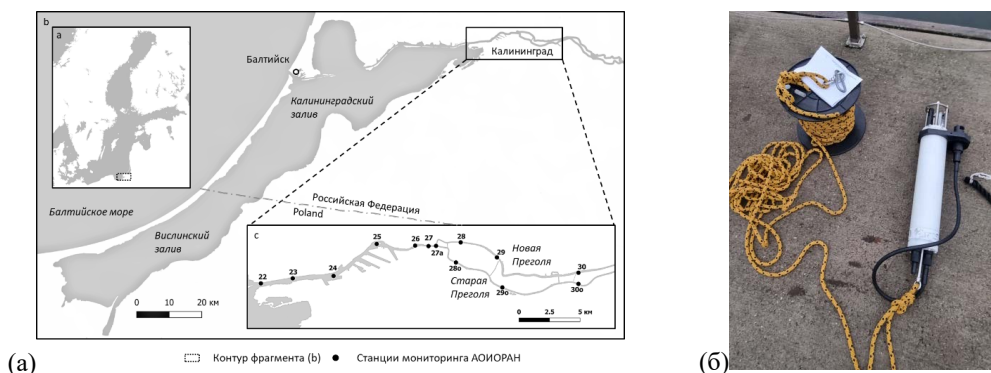 b
a
Балтийск
Калининград
Калининградский
залив
Балтийское море
Российская Федерация
Poland
Вислинский
залив
0 10 20 км
c
22
23
24
25
26
27
27а
28
28о
29
29о
30
30о
Новая
Преголя
Старая
Преголя
0 2.5 5 км
(а)
Контур фрагмента (b) Станции мониторинга АОИОРАН
(б)